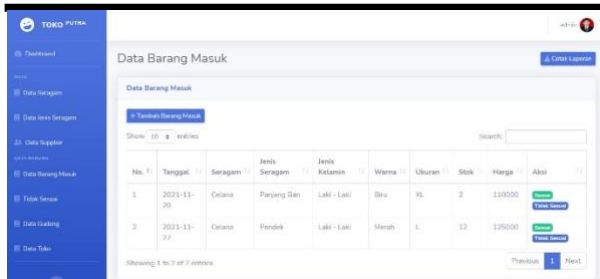 TOKO PUTRA
admin
Dashboard
Data Barang Masuk
Cetak Laporan
DATA
Data Seragam
Data Jenis Seragam
Data Supplier
DATA BARANG
Data Barang Masuk
Tidak Sesuai
Data Gudang
Data Toko
Data Barang Masuk
+ Tambah Barang Masuk
Show 10 entries
Search:
No. Tanggal Seragam Jenis Seragam Jenis Kelamin Warna Ukuran Stok Harga Aksi
1 2021-11-20 Celana Panjang Laki - Laki Biru XL 2 110000 Sesuai Tidak Sesuai
2 2021-11-27 Celana Pendek Laki - Laki Merah L 12 125000 Sesuai Tidak Sesuai
Showing 1 to 2 of 2 entries
Previous 1 Next